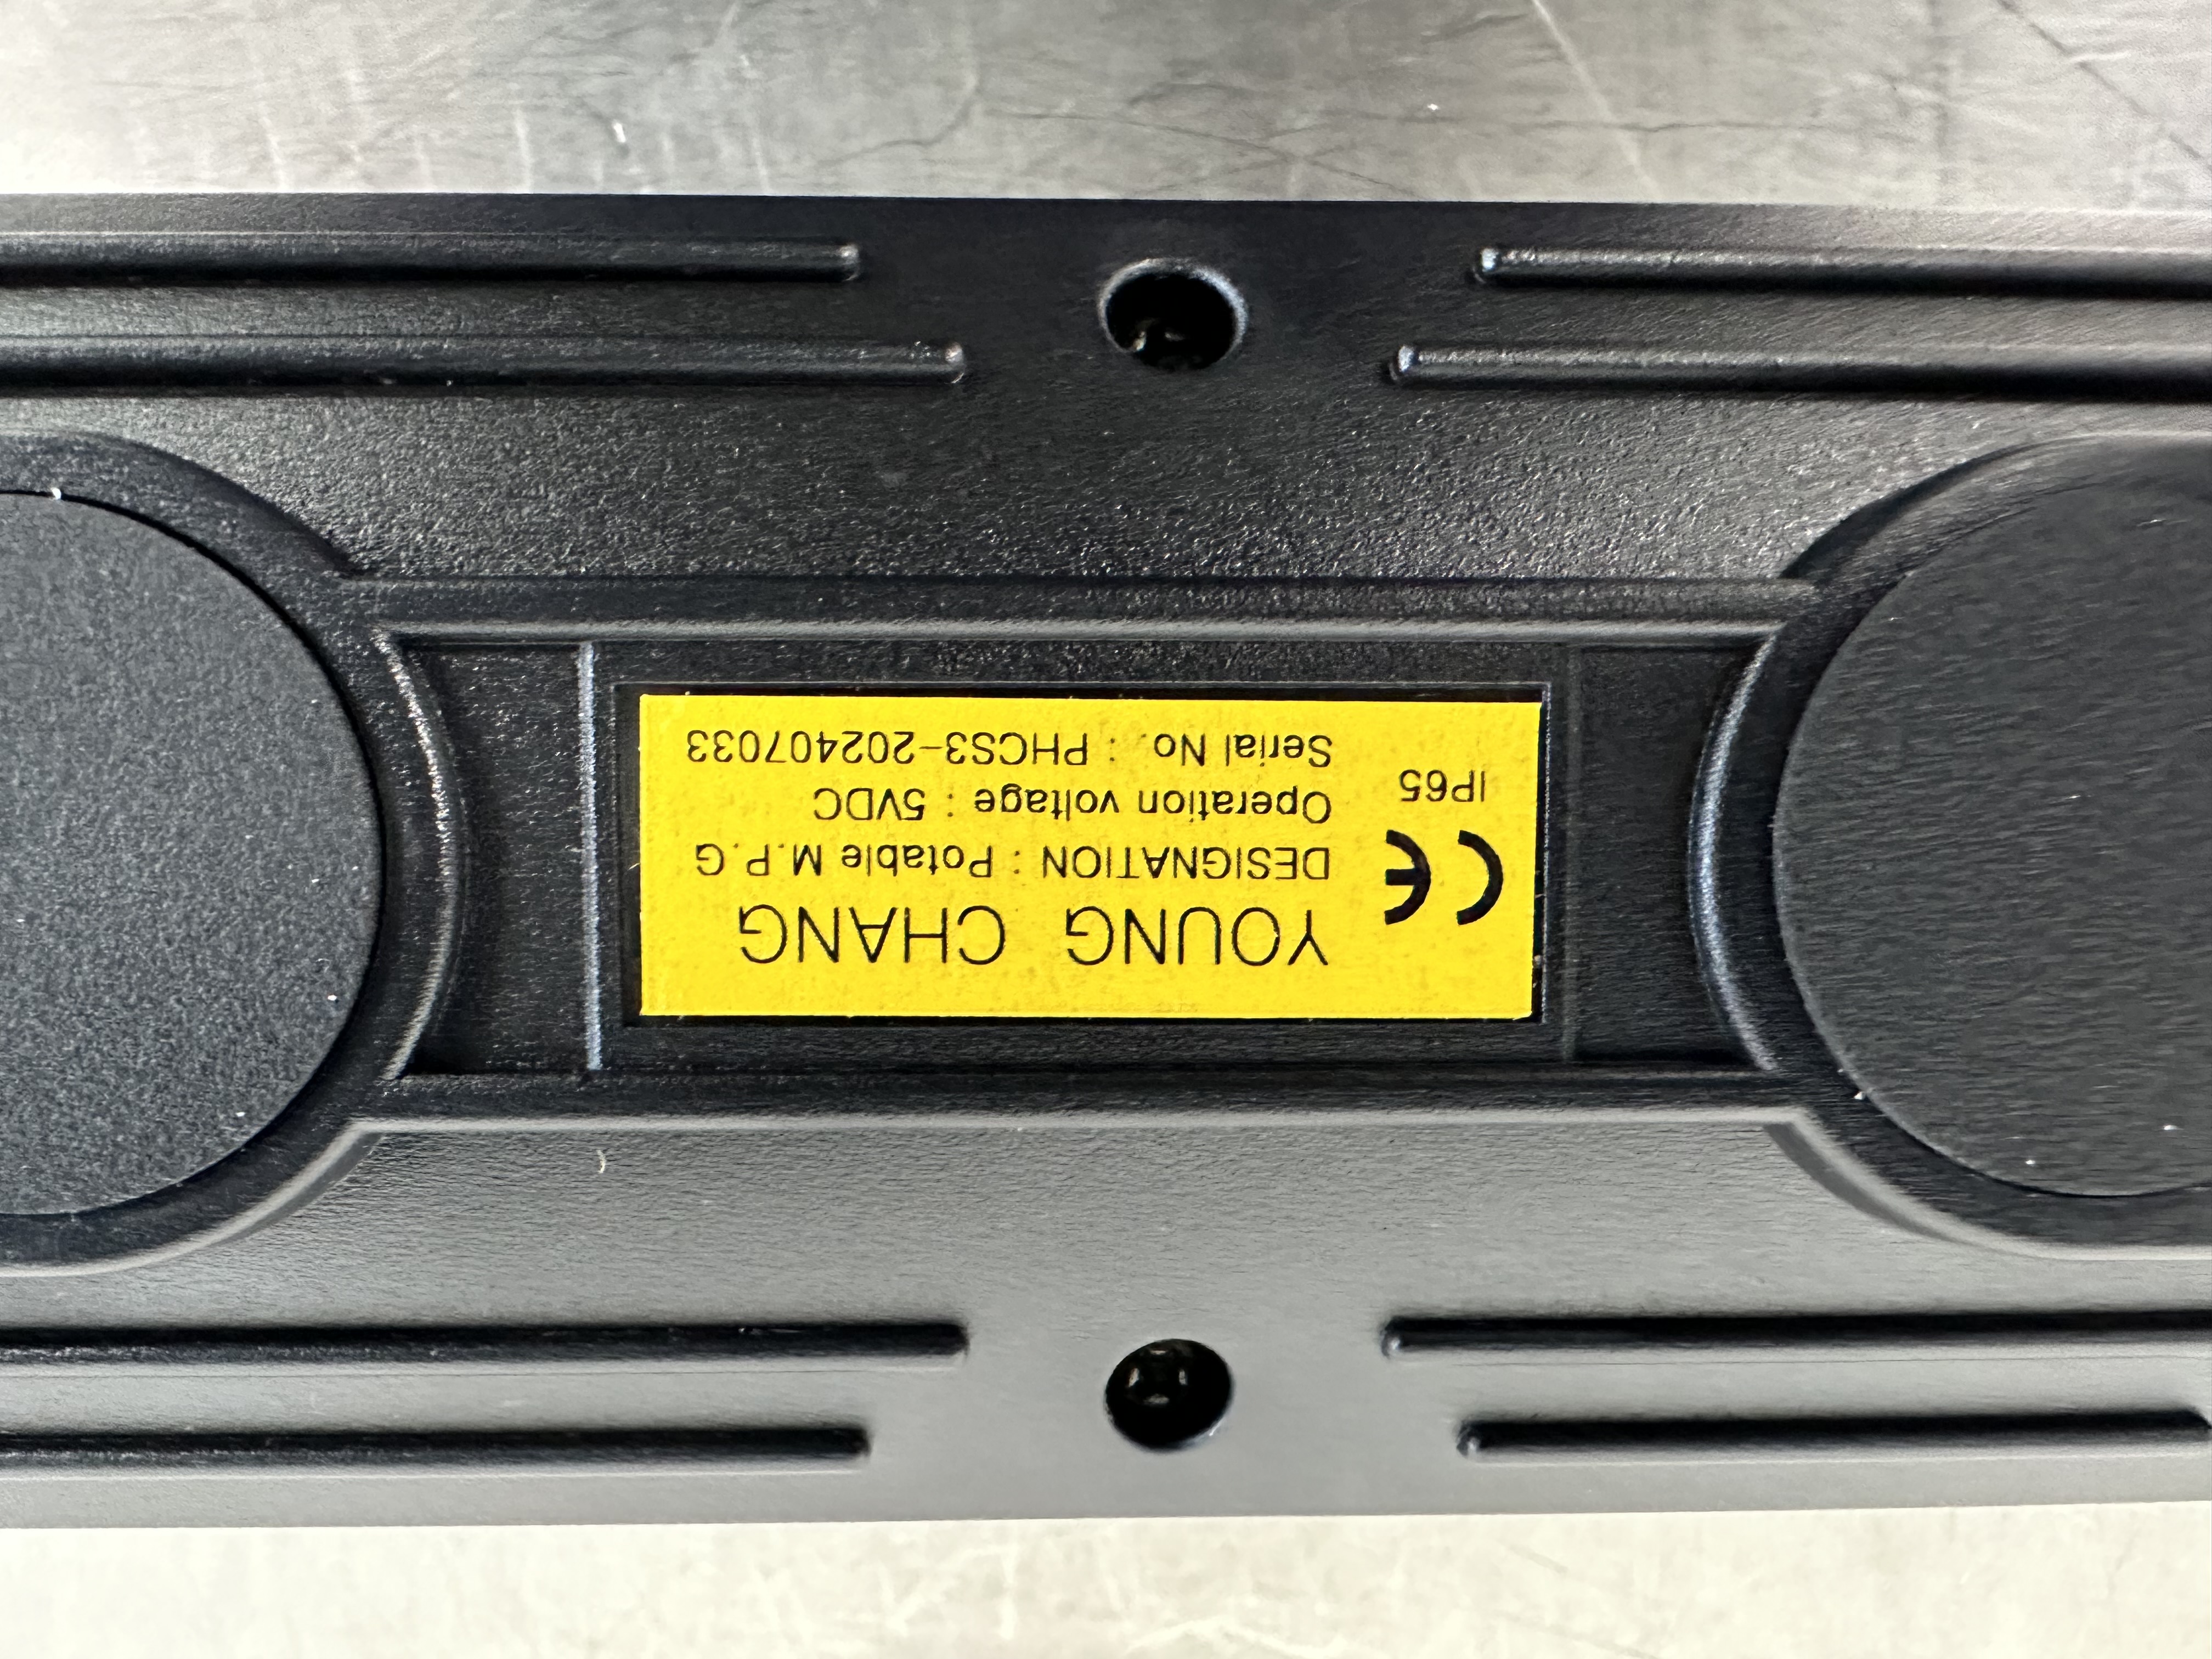 YOUNG CHANG
DESIGNATION : Potable M.P.G
Operation voltage : 5VDC
Serial No. : PHCS3-202407033
CE
IP65